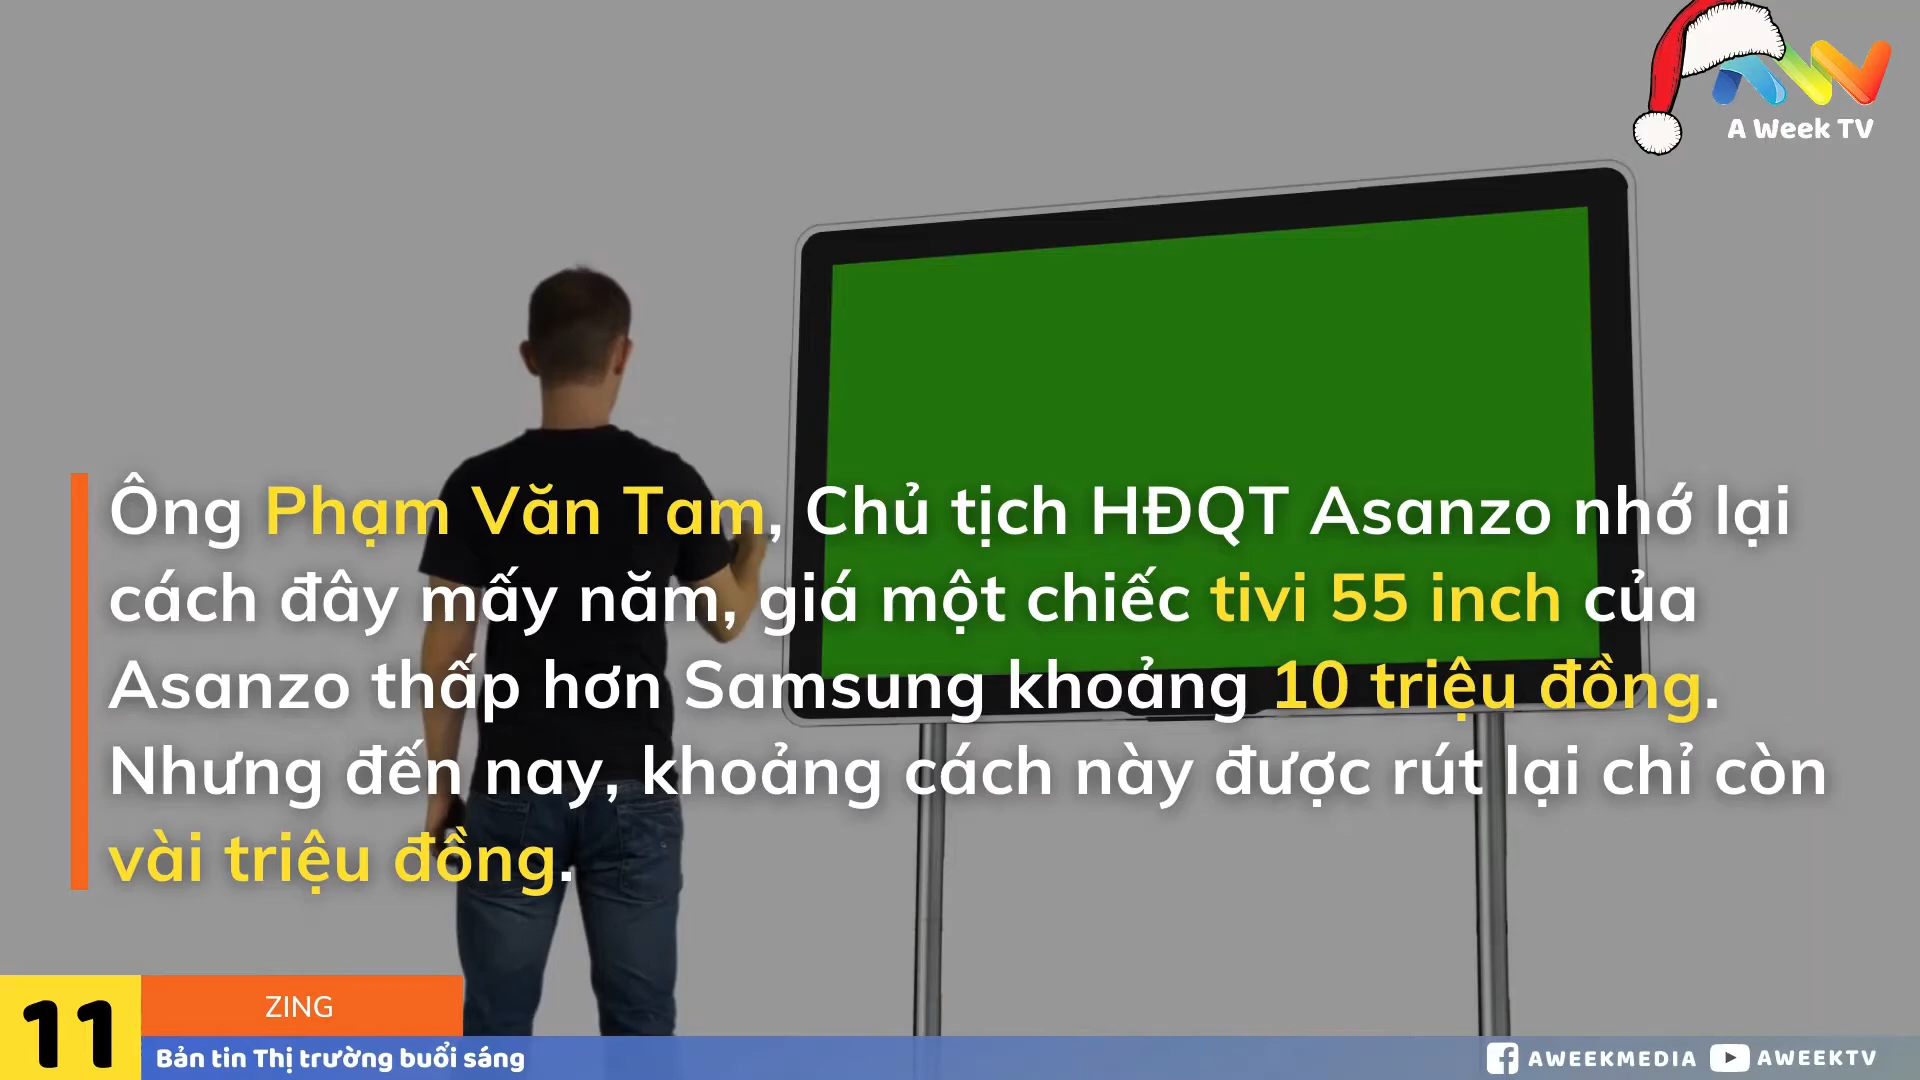 A Week TV
Ông Phạm Văn Tam, Chủ tịch HĐQT Asanzo nhớ lại
cách đây mấy năm, giá một chiếc tivi 55 inch của
Asanzo thấp hơn Samsung khoảng 10 triệu đồng.
Nhưng đến nay, khoảng cách này được rút lại chỉ còn
vài triệu đồng.
11
ZING
Bản tin Thị trường buổi sáng
AWEEKMEDIA
AWEEKTV